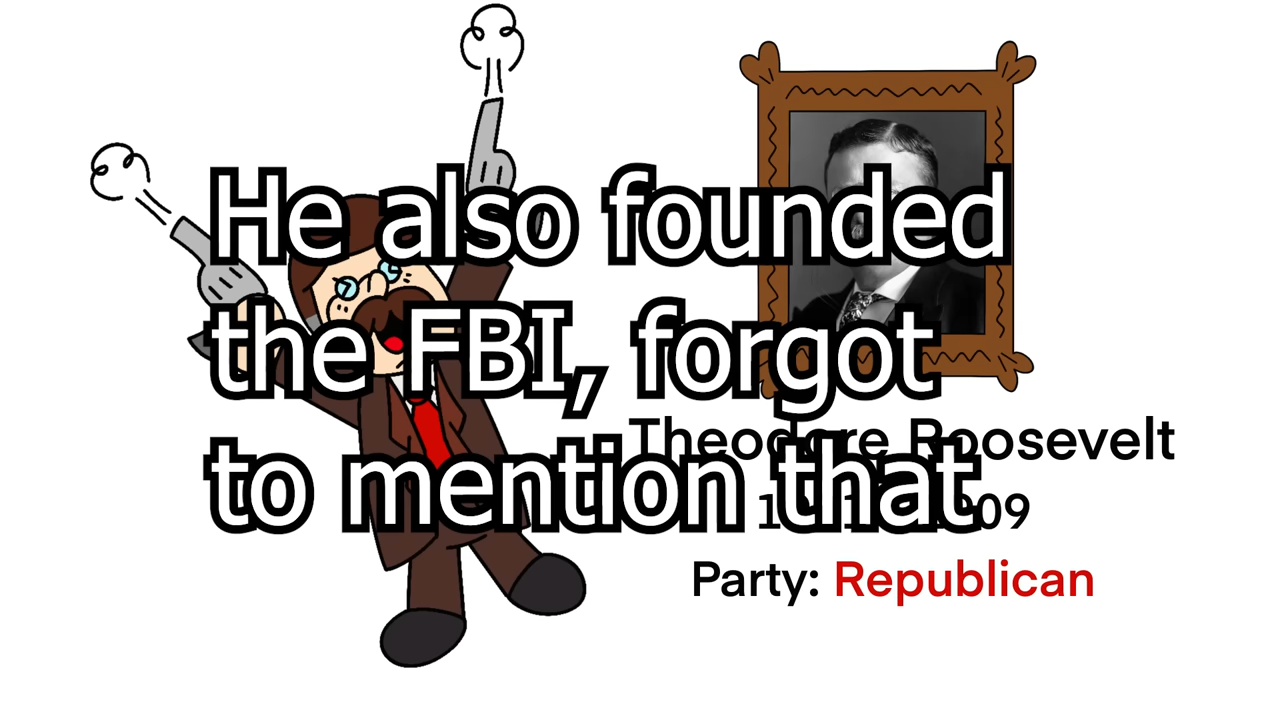 He also founded
the FBI, forgot
to mention that
Theodore Roosevelt
Party: Republican